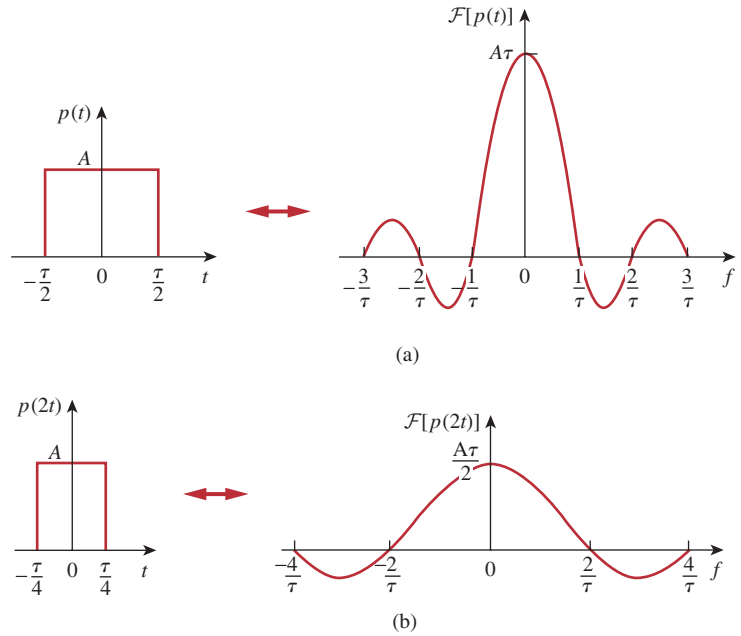 p(t)
A
−τ/2 0 τ/2 t
ℱ[p(t)]
Aτ
−3/τ −2/τ −1/τ 0 1/τ 2/τ 3/τ f
(a)
p(2t)
A
−τ/4 0 τ/4 t
ℱ[p(2t)]
Aτ/2
−4/τ −2/τ 0 2/τ 4/τ f
(b)